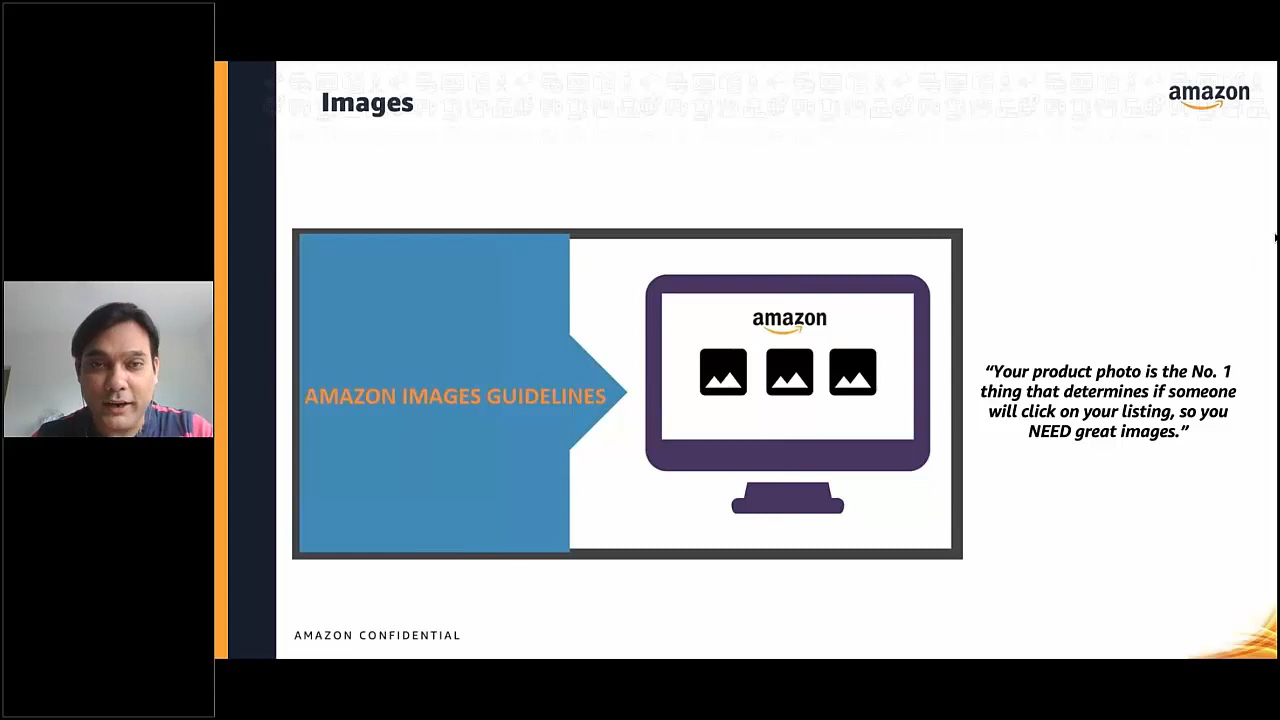 Images
amazon
AMAZON IMAGES GUIDELINES
amazon
“Your product photo is the No. 1
thing that determines if someone
will click on your listing, so you
NEED great images.”
AMAZON CONFIDENTIAL